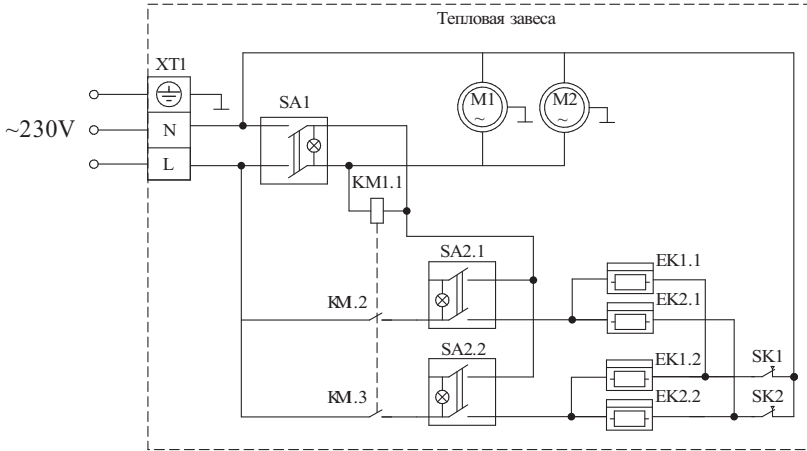 Тепловая завеса
XT1
SA1
M1
~
M2
~
~230V
N
L
KM1.1
SA2.1
EK1.1
KM.2
EK2.1
SA2.2
EK1.2
SK1
KM.3
EK2.2
SK2